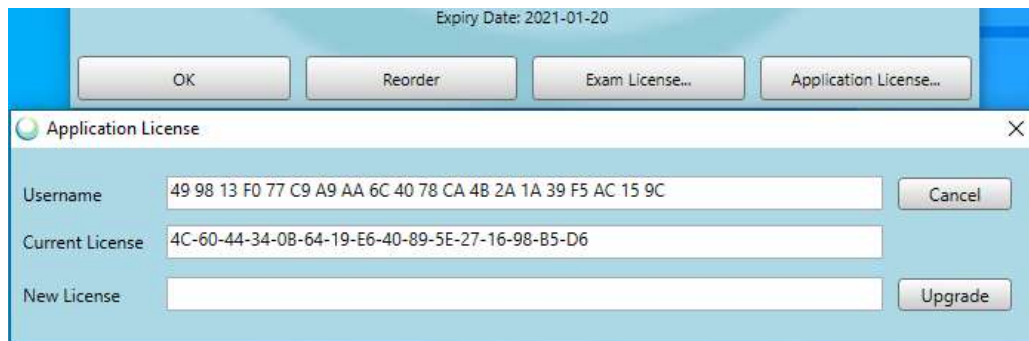 Expiry Date: 2021-01-20
OK Reorder Exam License... Application License...
Application License
Username 49 98 13 F0 77 C9 A9 AA 6C 40 78 CA 4B 2A 1A 39 F5 AC 15 9C Cancel
Current License 4C-60-44-34-0B-64-19-E6-40-89-5E-27-16-98-B5-D6
New License Upgrade